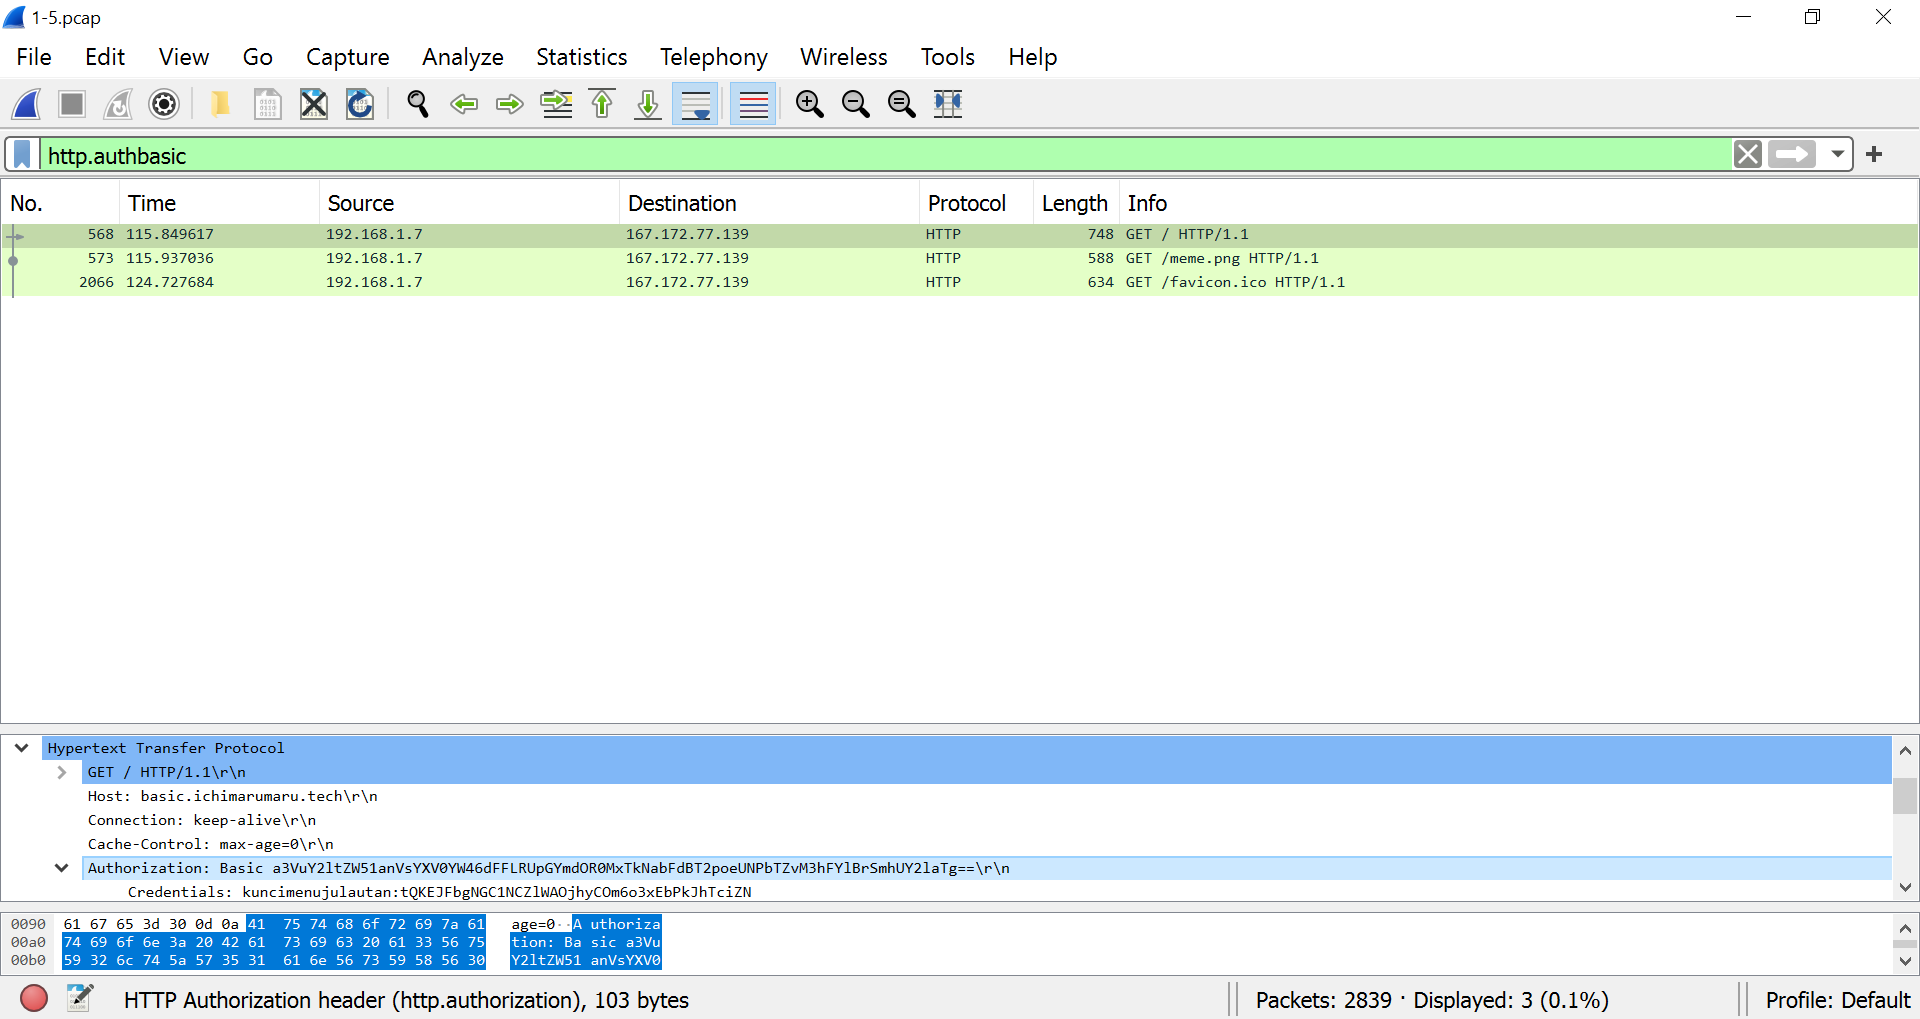 1-5.pcap
File Edit View Go Capture Analyze Statistics Telephony Wireless Tools Help
http.authbasic
No. Time Source Destination Protocol Length Info
568 115.849617 192.168.1.7 167.172.77.139 HTTP 748 GET / HTTP/1.1
573 115.937036 192.168.1.7 167.172.77.139 HTTP 588 GET /meme.png HTTP/1.1
2066 124.727684 192.168.1.7 167.172.77.139 HTTP 634 GET /favicon.ico HTTP/1.1
Hypertext Transfer Protocol
GET / HTTP/1.1\r\n
Host: basic.ichimarumaru.tech\r\n
Connection: keep-alive\r\n
Cache-Control: max-age=0\r\n
Authorization: Basic a3VuY2ltZW51anVsYXV0YW46dFFLRUpGYmdOR0MxTkNabFdBT2poeUNPbTZvM3hFYlBrSmhUY2laTg==\r\n
Credentials: kuncimenujulautan:tQKEJFbgNGC1NCZlWAOjhyCOm6o3xEbPkJhTciZN
0090 61 67 65 3d 30 0d 0a 41 75 74 68 6f 72 69 7a 61 age=0··A uthoriza
00a0 74 69 6f 6e 3a 20 42 61 73 69 63 20 61 33 56 75 tion: Ba sic a3Vu
00b0 59 32 6c 74 5a 57 35 31 61 6e 56 73 59 58 56 30 Y2ltZW51 anVsYXV0
HTTP Authorization header (http.authorization), 103 bytes Packets: 2839 · Displayed: 3 (0.1%) Profile: Default